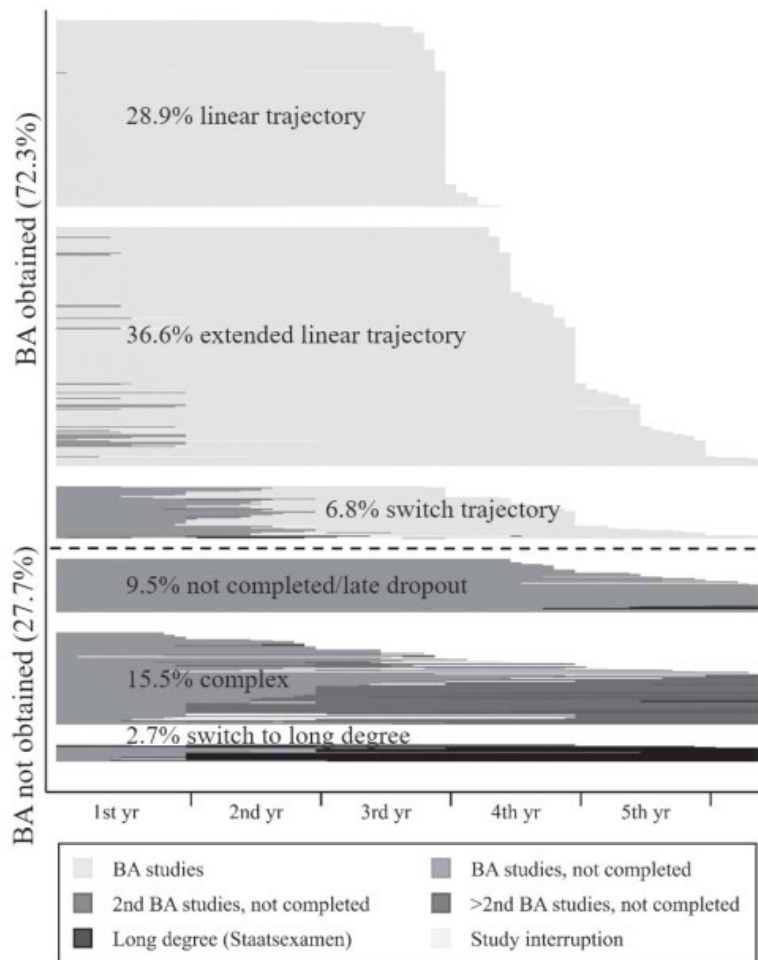 BA obtained (72.3%)
28.9% linear trajectory
36.6% extended linear trajectory
6.8% switch trajectory
BA not obtained (27.7%)
9.5% not completed/late dropout
15.5% complex
2.7% switch to long degree
1st yr 2nd yr 3rd yr 4th yr 5th yr
BA studies BA studies, not completed
2nd BA studies, not completed >2nd BA studies, not completed
Long degree (Staatsexamen) Study interruption